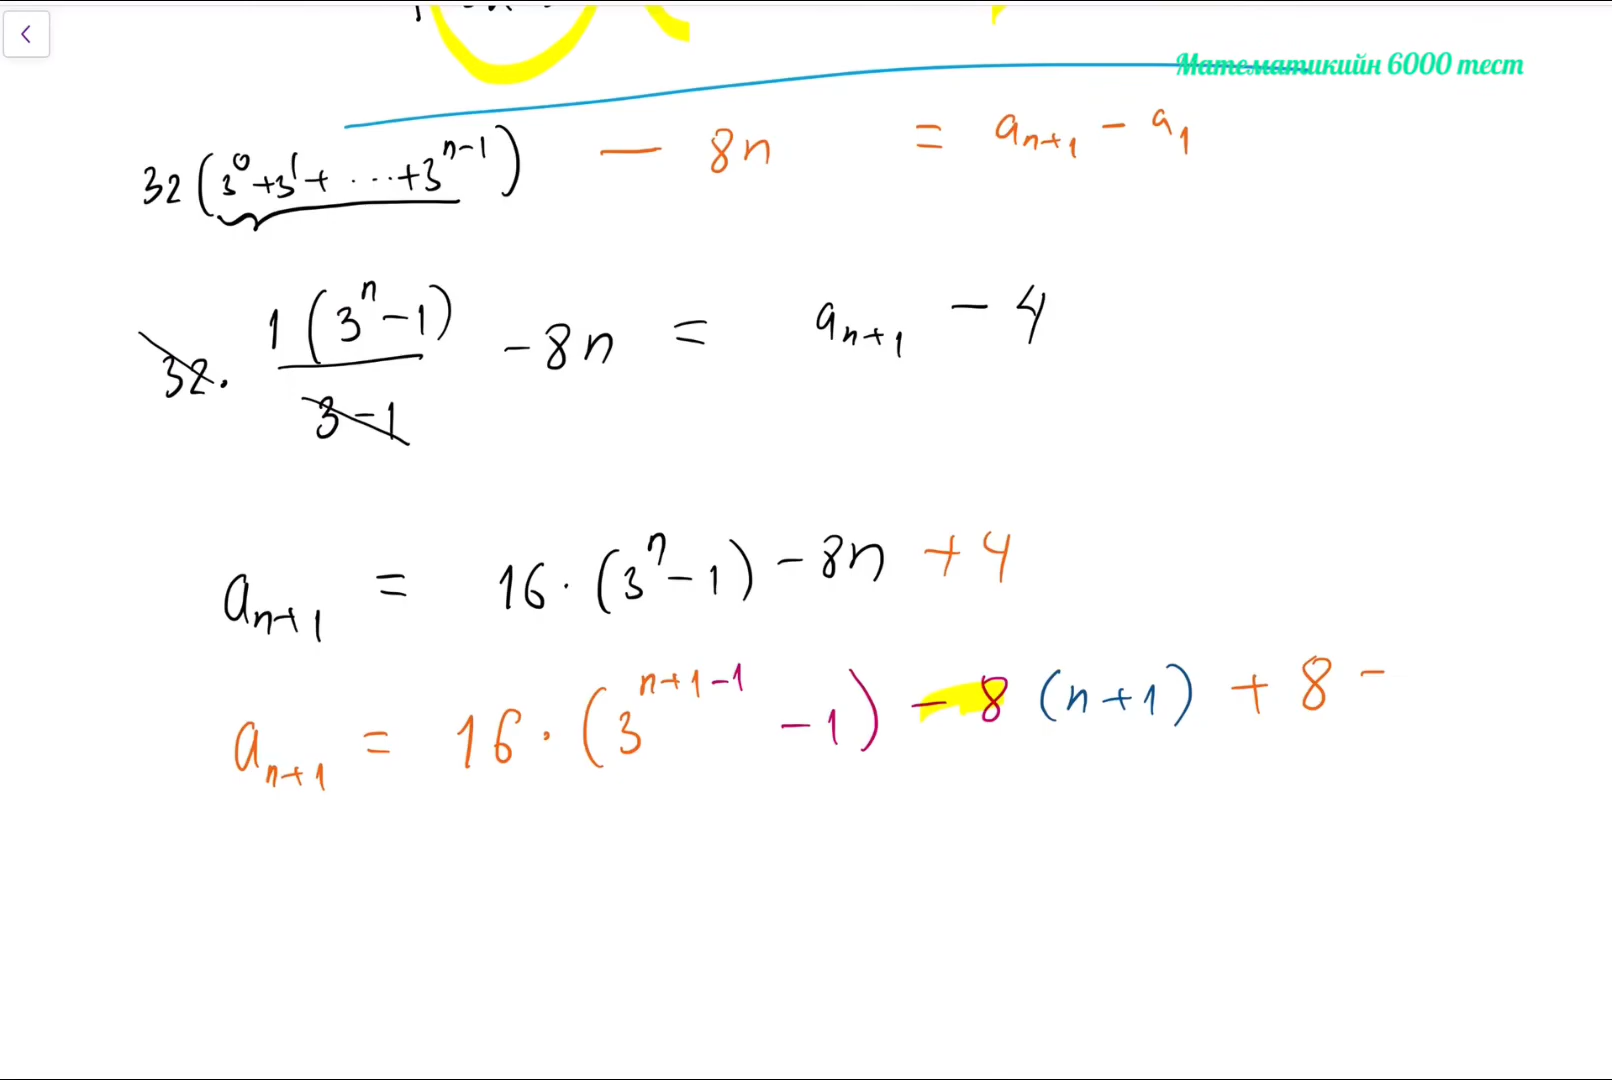 Математикийн 6000 тест
32(3⁰+3¹+ ... +3ⁿ⁻¹) — 8n = aₙ₊₁ - a₁
32. 1(3ⁿ-1)/(3-1) - 8n = aₙ₊₁ - 4
aₙ₊₁ = 16·(3ⁿ-1) - 8n + 4
aₙ₊₁ = 16·(3ⁿ⁺¹⁻¹ - 1) - 8(n+1) + 8 -